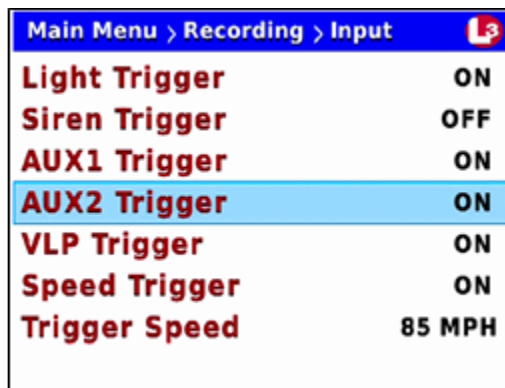 Main Menu > Recording > Input L3
Light Trigger ON
Siren Trigger OFF
AUX1 Trigger ON
AUX2 Trigger ON
VLP Trigger ON
Speed Trigger ON
Trigger Speed 85 MPH